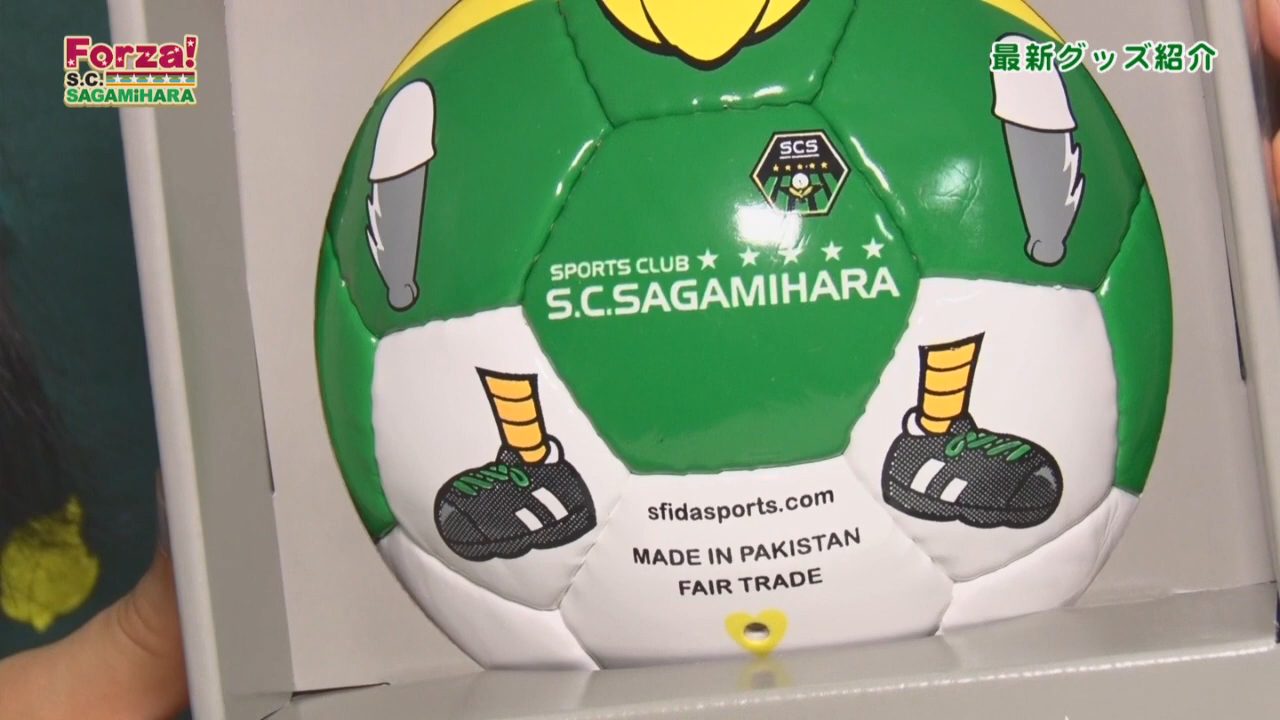 Forza!
S.C.
SAGAMiHARA
最新グッズ紹介
SCS
SPORTS CLUB
S.C.SAGAMIHARA
sfidasports.com
MADE IN PAKISTAN
FAIR TRADE